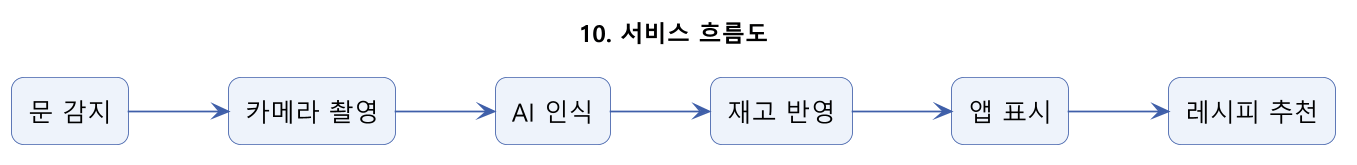 10. 서비스 흐름도
문 감지
카메라 촬영
AI 인식
재고 반영
앱 표시
레시피 추천